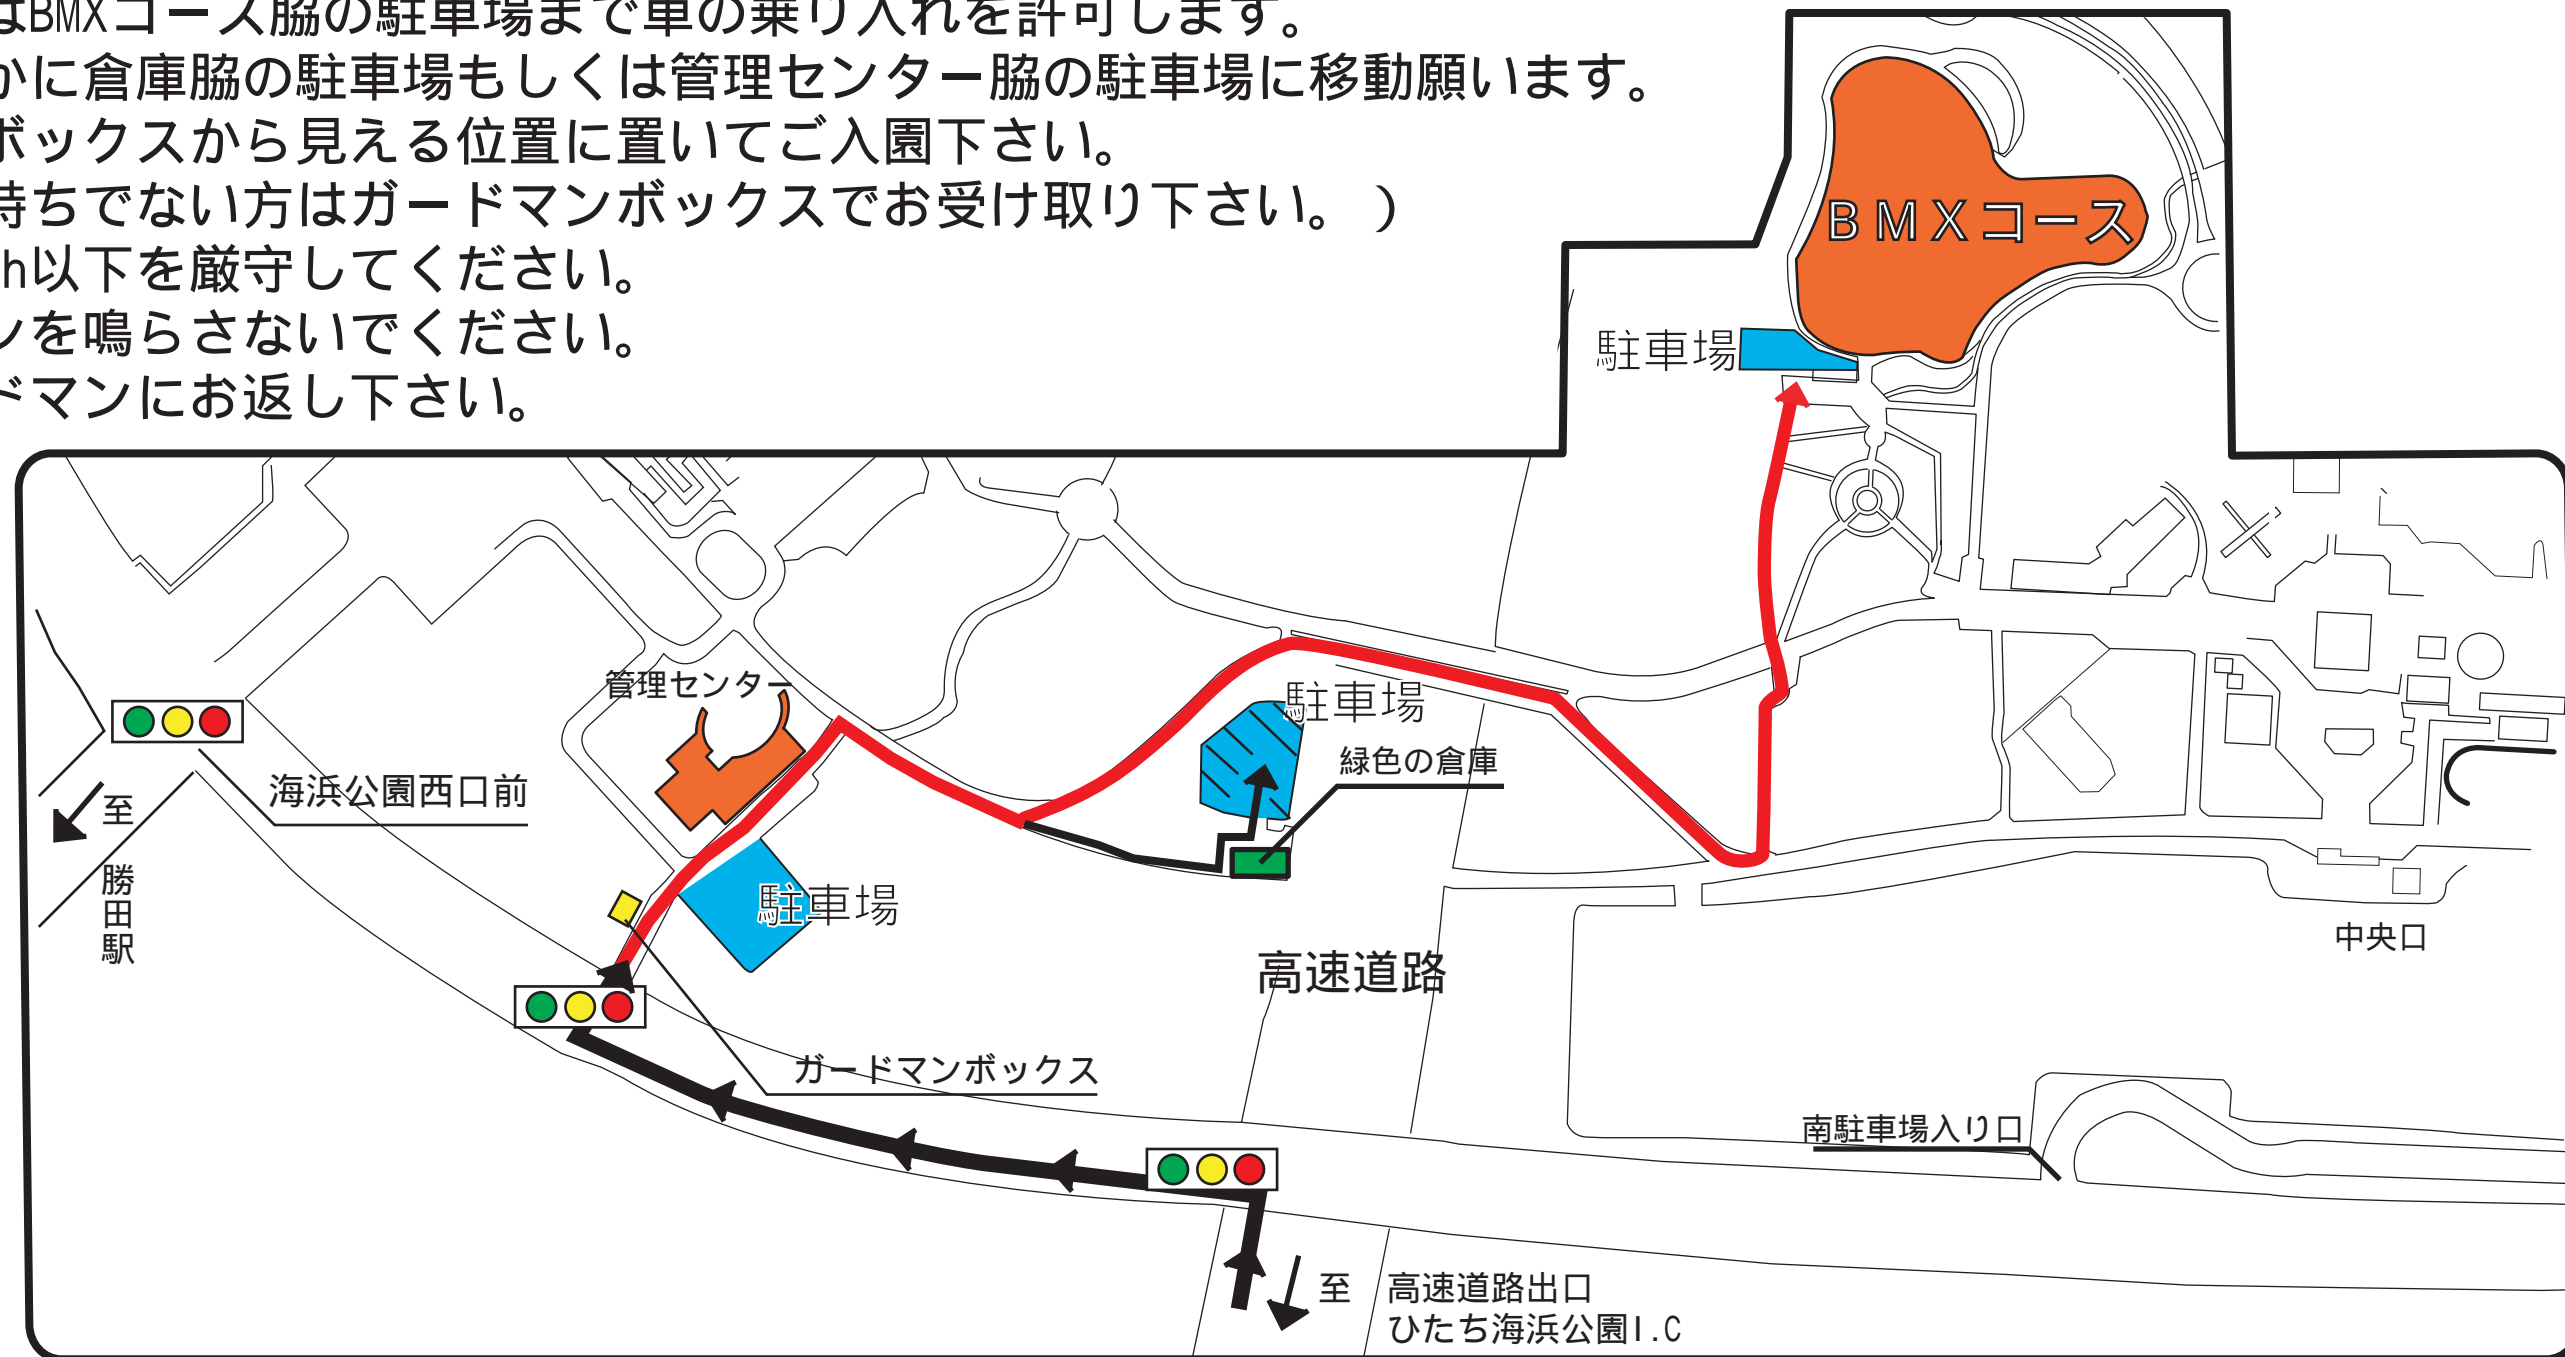 はBMXコース脇の駐車場まで車の乗り入れを許可します。
かに倉庫脇の駐車場もしくは管理センター脇の駐車場に移動願います。
ボックスから見える位置に置いてご入園下さい。
持ちでない方はガードマンボックスでお受け取り下さい。）
h以下を厳守してください。
ンを鳴らさないでください。
ドマンにお返し下さい。
ＢＭＸコース
駐車場
管理センター
駐車場
緑色の倉庫
海浜公園西口前
至
勝田駅
駐車場
中央口
高速道路
ガードマンボックス
南駐車場入り口
至 高速道路出口
ひたち海浜公園I.C